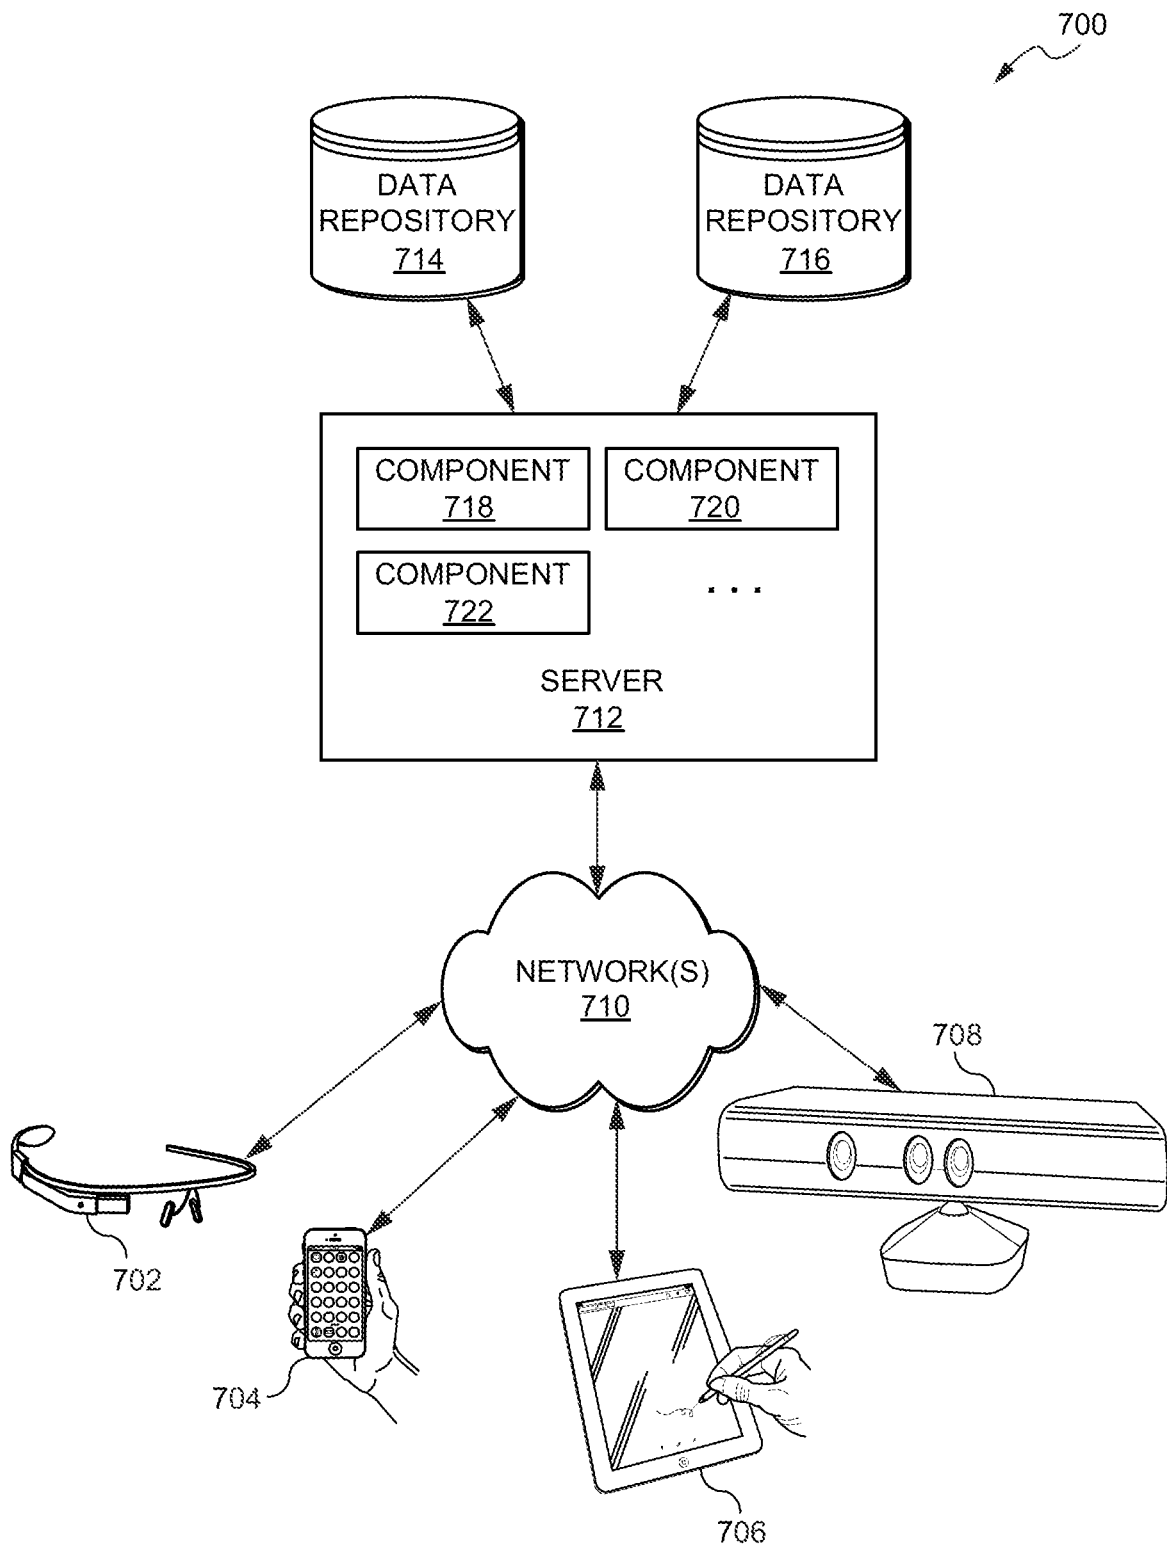 700
DATA
REPOSITORY
714
DATA
REPOSITORY
716
COMPONENT
718
COMPONENT
720
COMPONENT
722
. . .
SERVER
712
NETWORK(S)
710
708
702
704
706